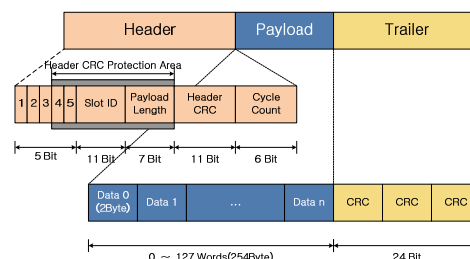 Header Payload Trailer
Header CRC Protection Area
1 2 3 4 5 Slot ID Payload Length Header CRC Cycle Count
5 Bit 11 Bit 7 Bit 11 Bit 6 Bit
Data 0 (2Byte) Data 1 ... Data n CRC CRC CRC
0 ~ 127 Words(254Byte) 24 Bit